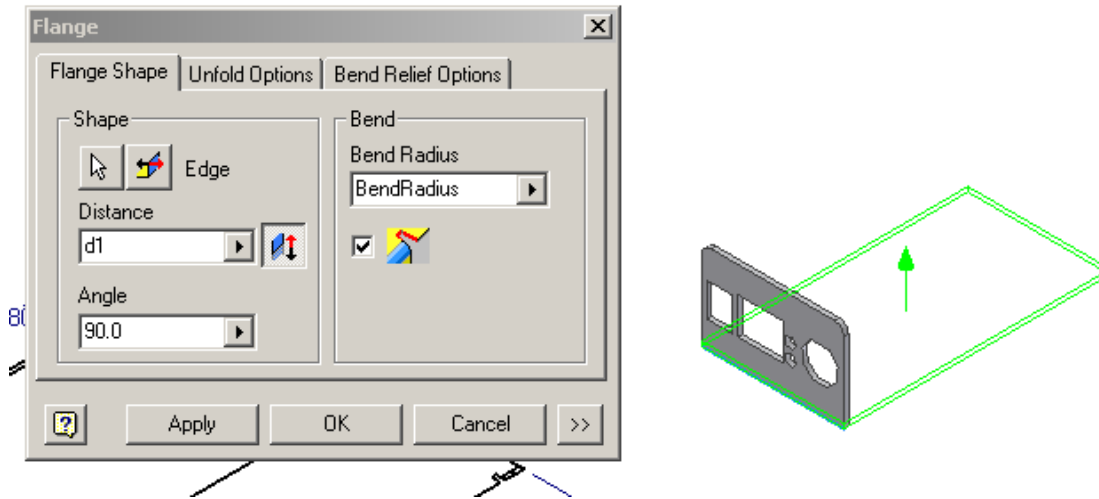 Flange
Flange Shape Unfold Options Bend Relief Options
Shape
Edge
Distance
d1
Angle
90.0
Bend
Bend Radius
BendRadius
Apply OK Cancel >>